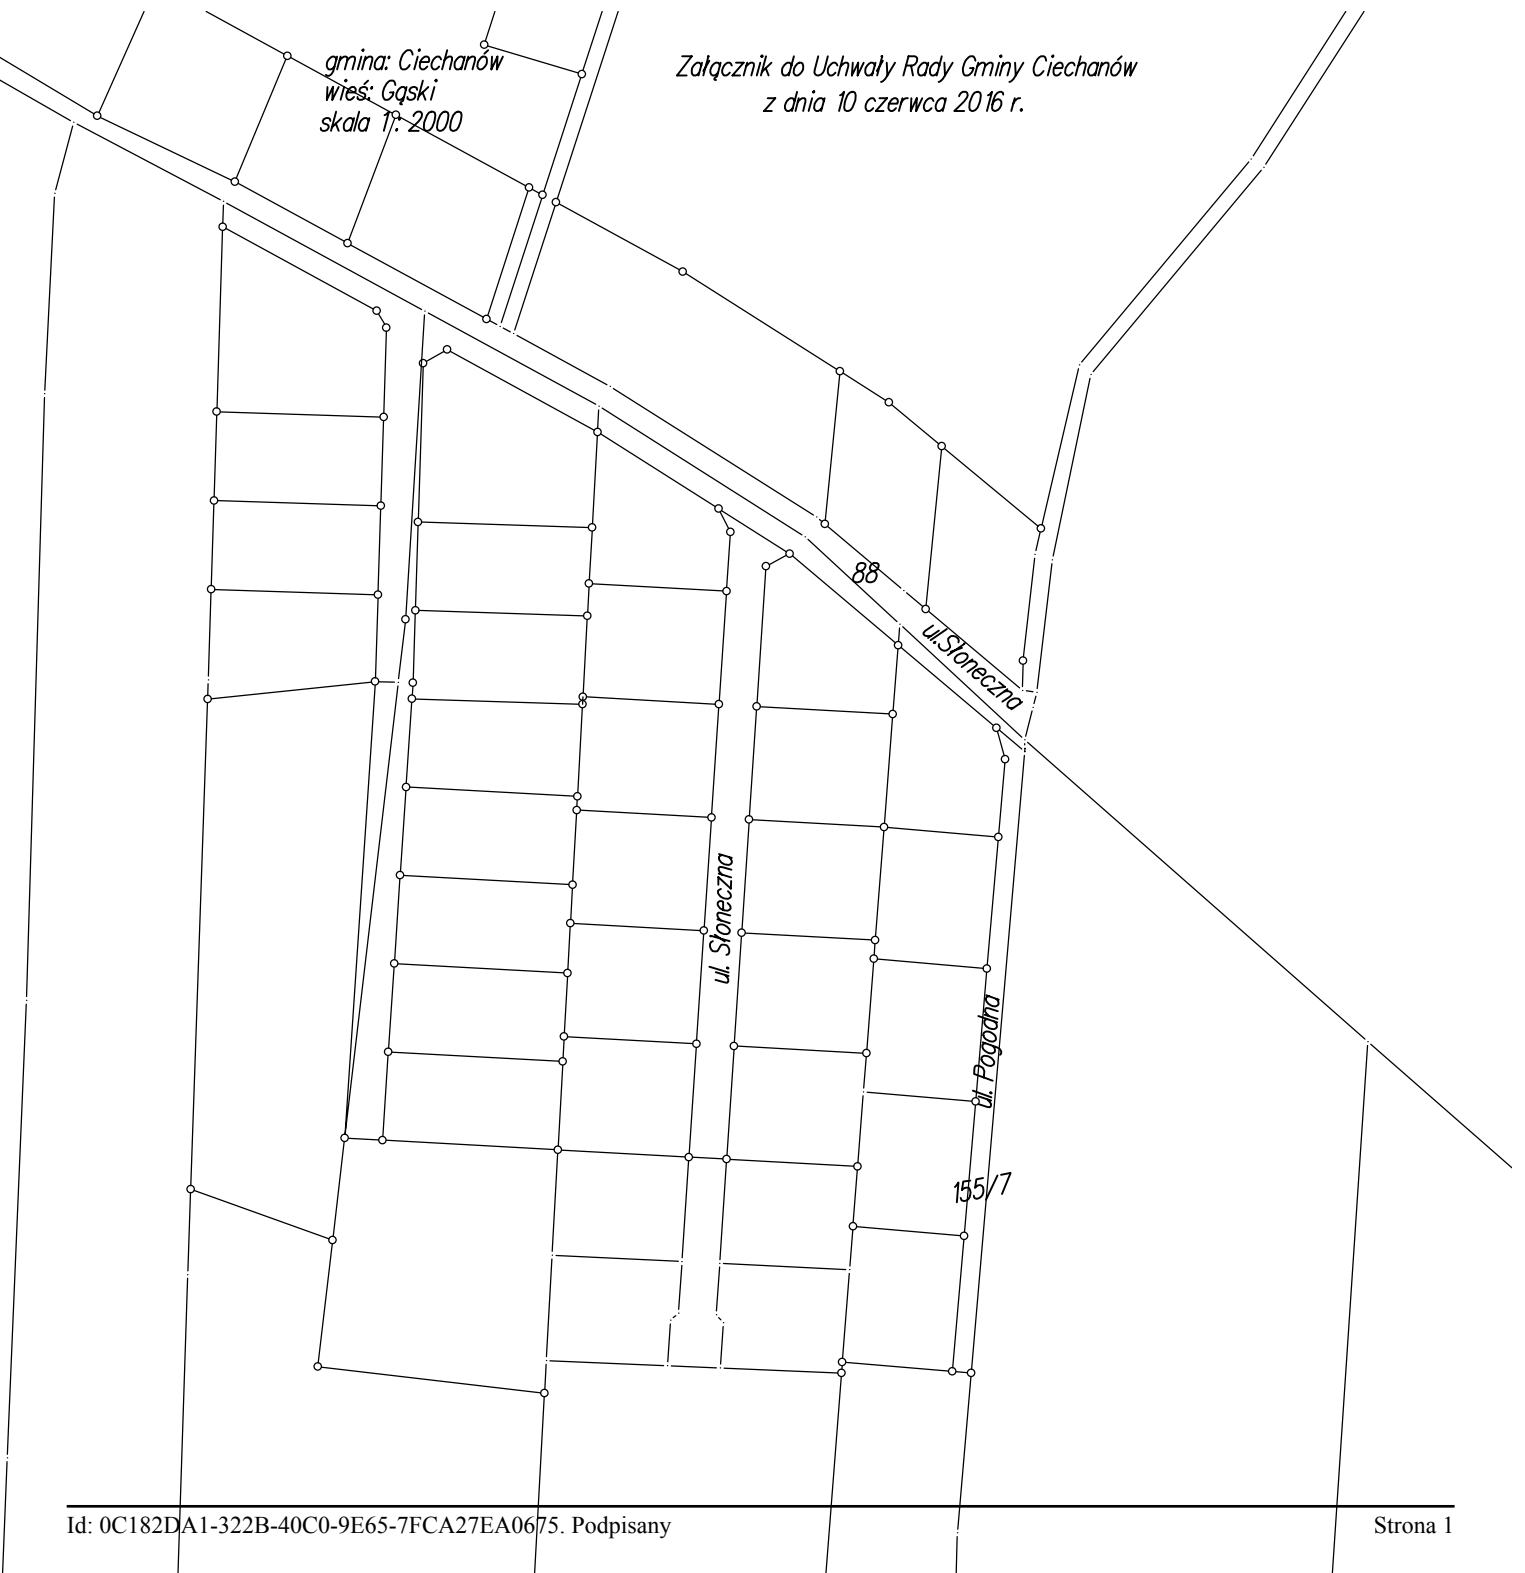 gmina: Ciechanów
wieś: Gąski
skala 1 : 2000
Załącznik do Uchwały Rady Gminy Ciechanów
z dnia 10 czerwca 2016 r.
88
ul.Słoneczna
ul. Słoneczna
ul. Pogodna
155/7
Id: 0C182DA1-322B-40C0-9E65-7FCA27EA0675. Podpisany
Strona 1